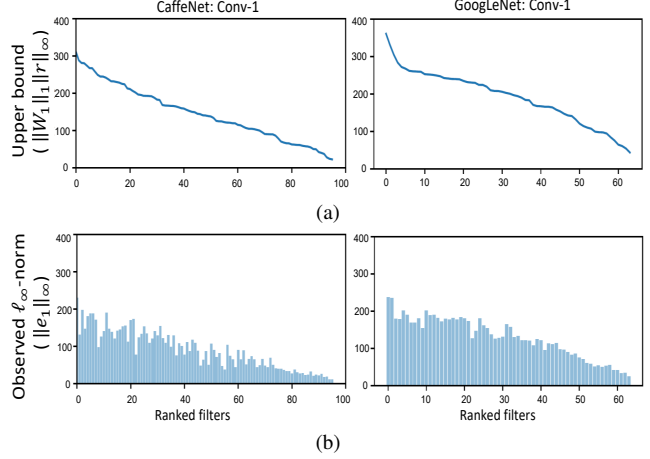 CaffeNet: Conv-1
GoogLeNet: Conv-1
Upper bound
( ||W₁||₁||r||∞)
400
300
200
100
0
0 20 40 60 80 100
400
300
200
100
0
0 10 20 30 40 50 60
(a)
Observed ℓ∞-norm
( ||e₁||∞)
400
300
200
100
0
0 20 40 60 80 100
Ranked filters
400
300
200
100
0
0 10 20 30 40 50 60
Ranked filters
(b)